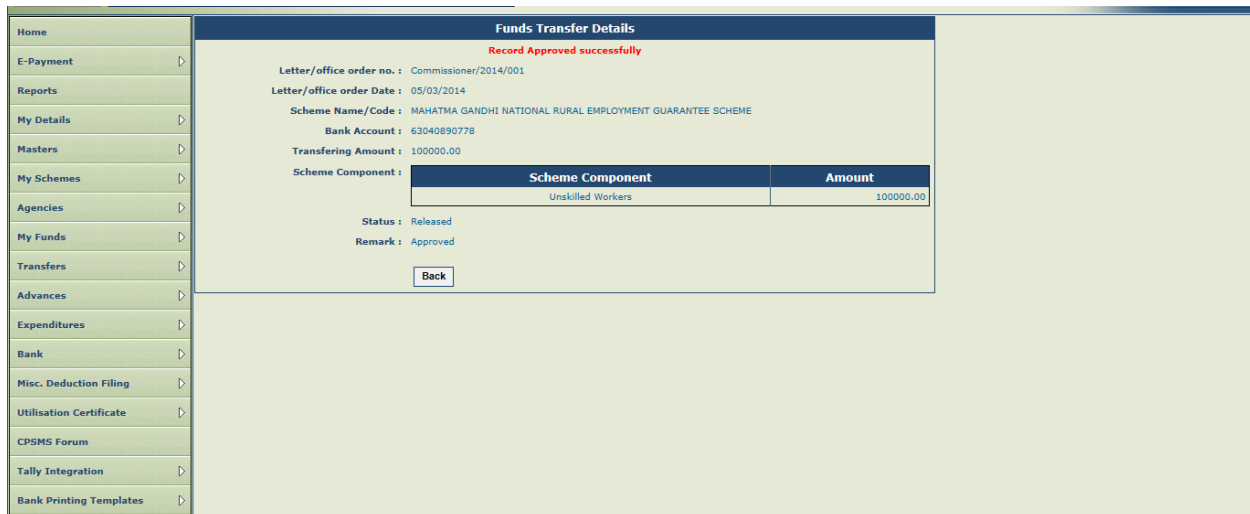 Home
E-Payment
Reports
My Details
Masters
My Schemes
Agencies
My Funds
Transfers
Advances
Expenditures
Bank
Misc. Deduction Filing
Utilisation Certificate
CPSMS Forum
Tally Integration
Bank Printing Templates
Funds Transfer Details
Record Approved successfully
Letter/office order no. : Commissioner/2014/001
Letter/office order Date : 05/03/2014
Scheme Name/Code : MAHATMA GANDHI NATIONAL RURAL EMPLOYMENT GUARANTEE SCHEME
Bank Account : 63040890778
Transfering Amount : 100000.00
Scheme Component :
Scheme Component Amount
Unskilled Workers 100000.00
Status : Released
Remark : Approved
Back